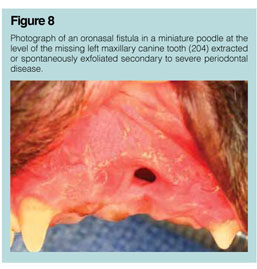 Figure 8
Photograph of an oronasal fistula in a miniature poodle at the
level of the missing left maxillary canine tooth (204) extracted
or spontaneously exfoliated secondary to severe periodontal
disease.